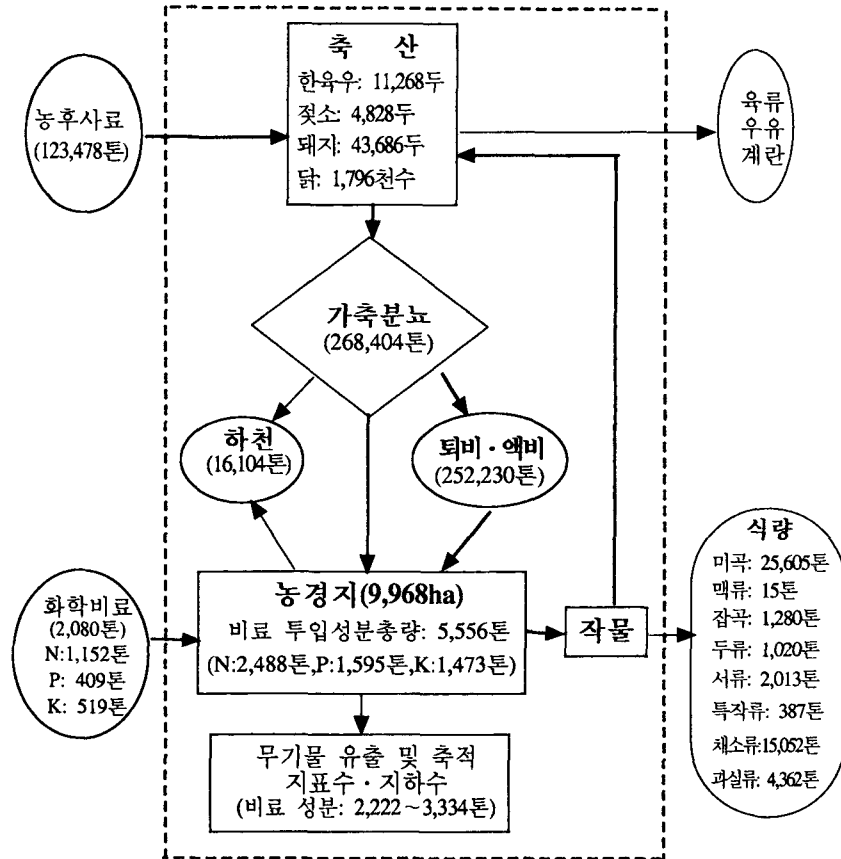 축 산
한육우: 11,268두
젖소: 4,828두
돼지: 43,686두
닭: 1,796천수
농후사료
(123,478톤)
육류
우유
계란
가축분뇨
(268,404톤)
하천
(16,104톤)
퇴비·액비
(252,230톤)
화학비료
(2,080톤)
N:1,152톤
P: 409톤
K: 519톤
농경지(9,968ha)
비료 투입성분총량: 5,556톤
(N:2,488톤,P:1,595톤,K:1,473톤)
작물
식량
미곡: 25,605톤
맥류: 15톤
잡곡: 1,280톤
두류: 1,020톤
서류: 2,013톤
특작류: 387톤
채소류:15,052톤
과실류: 4,362톤
무기물 유출 및 축적
지표수·지하수
(비료 성분: 2,222～3,334톤)